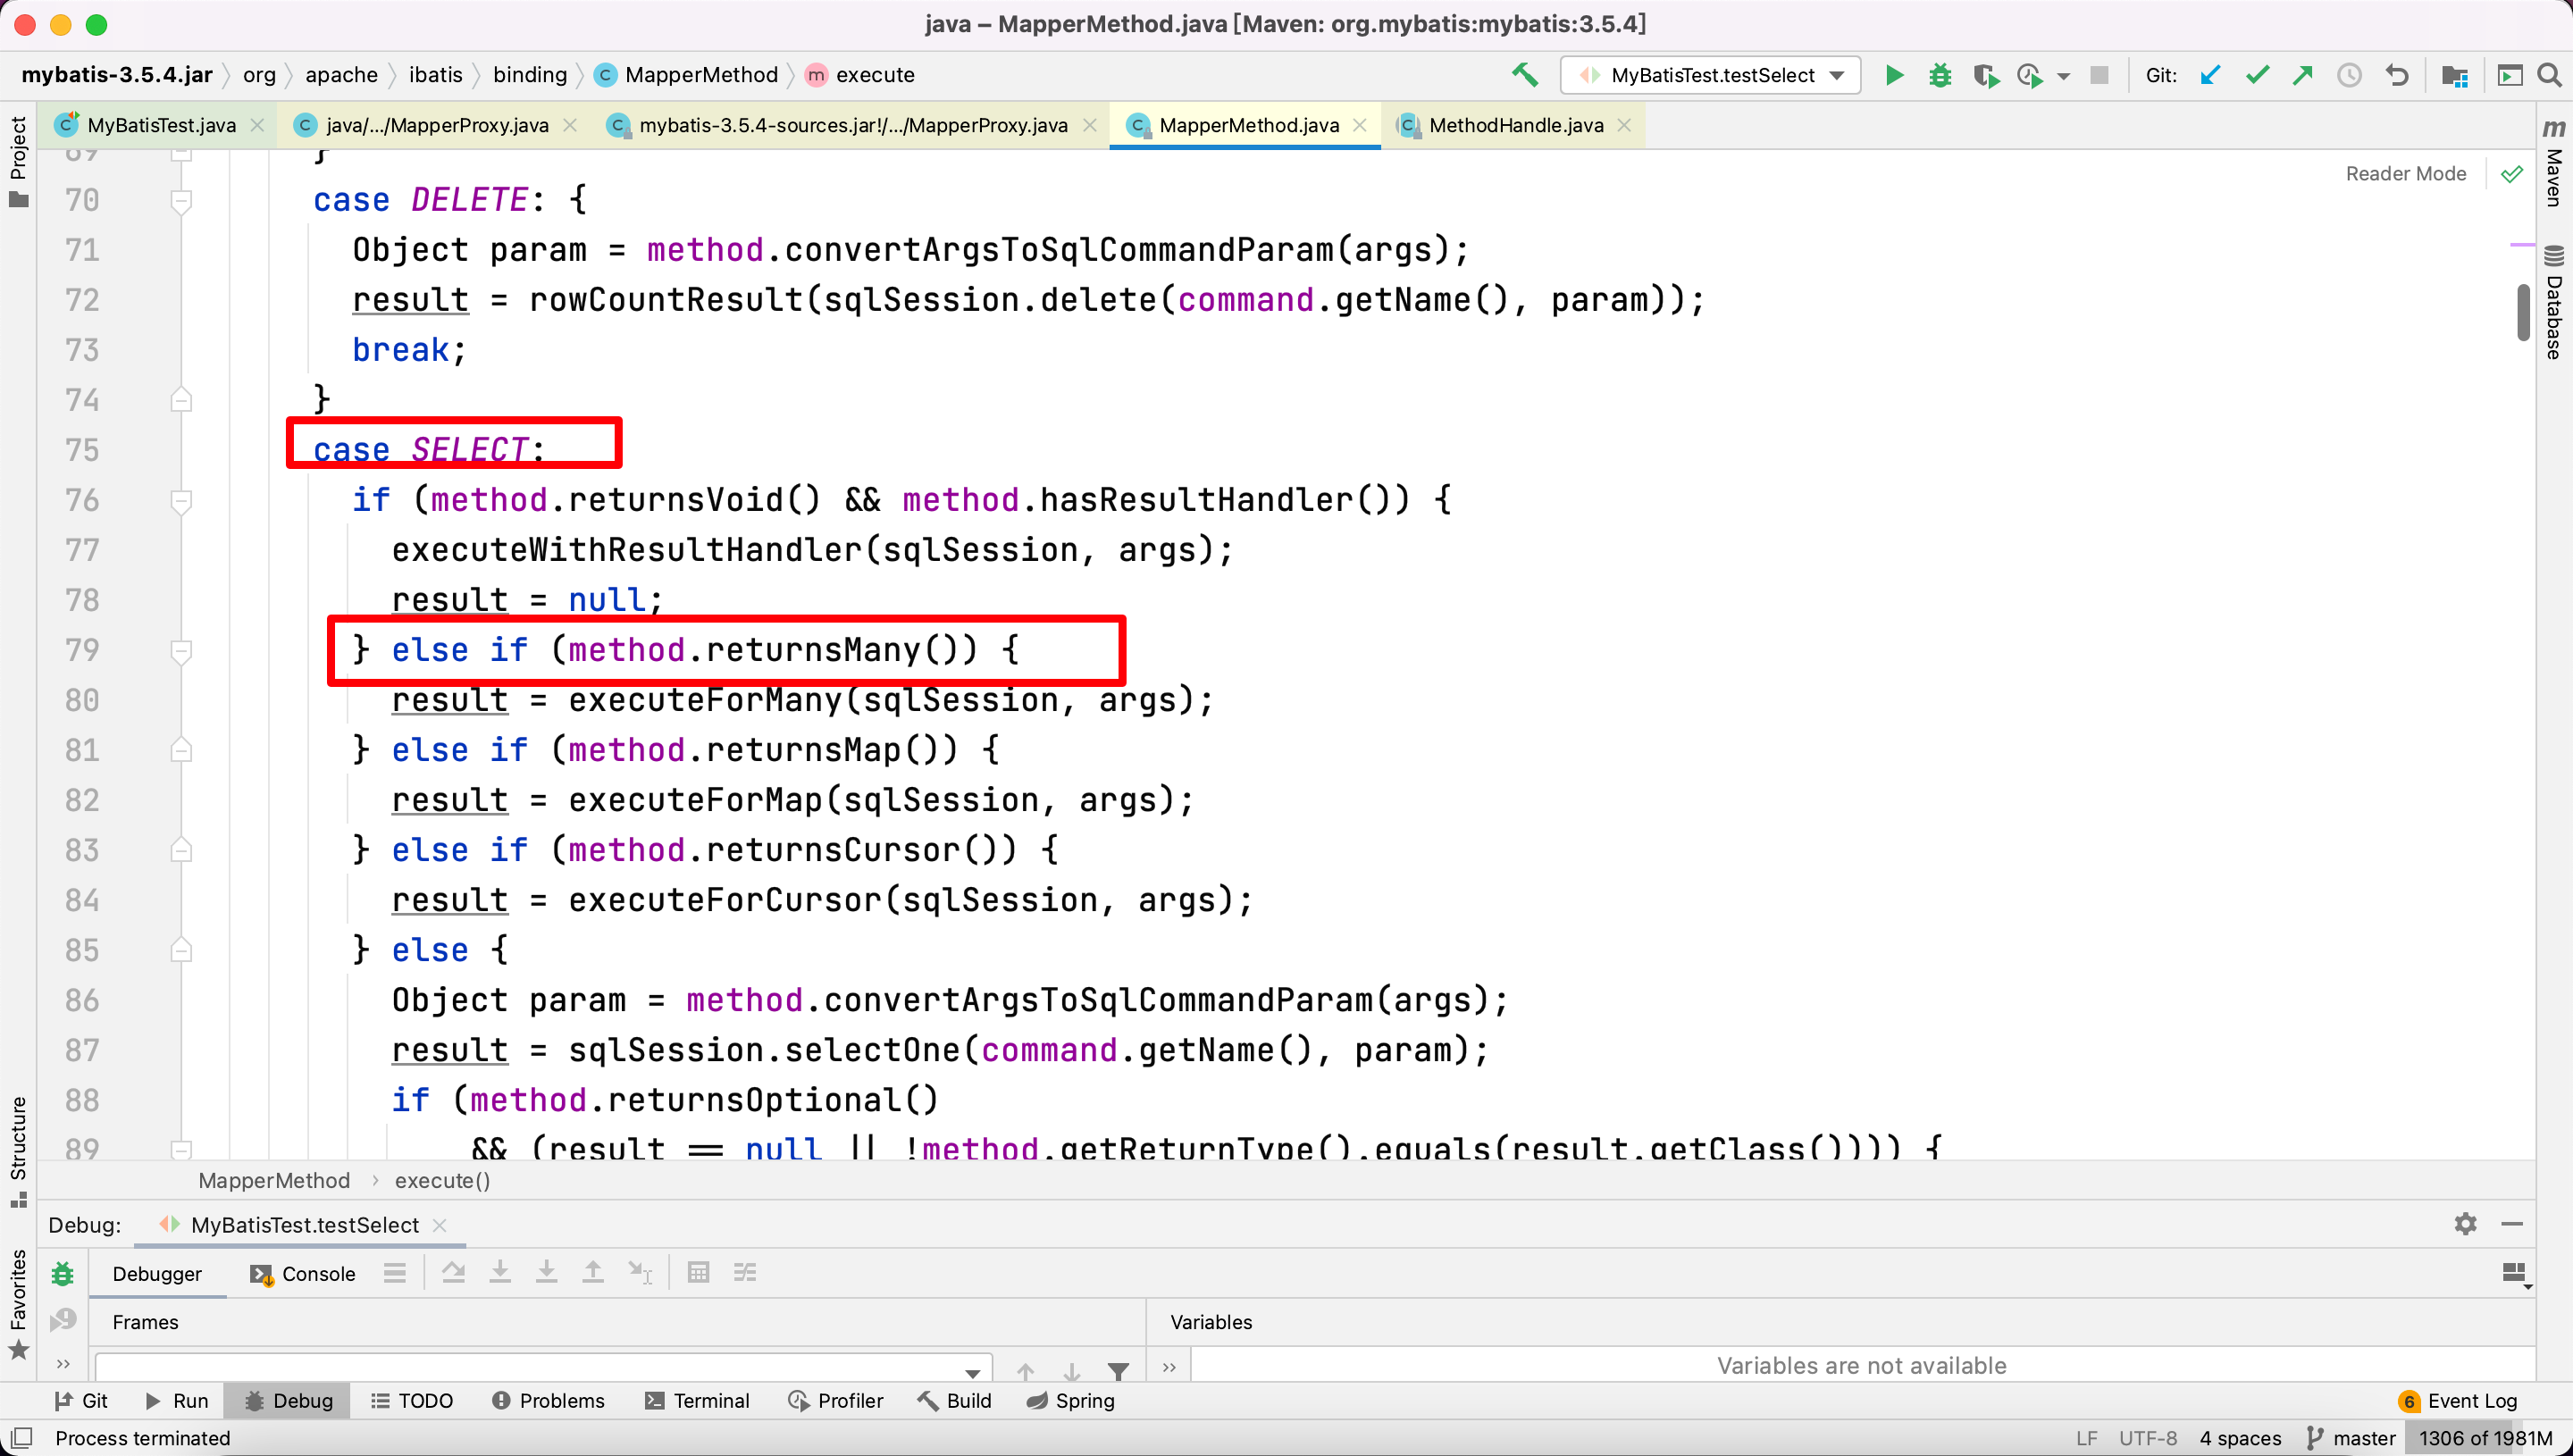 java – MapperMethod.java [Maven: org.mybatis:mybatis:3.5.4]
mybatis-3.5.4.jar org apache ibatis binding MapperMethod execute MyBatisTest.testSelect Git:
MyBatisTest.java java/.../MapperProxy.java mybatis-3.5.4-sources.jar!/.../MapperProxy.java MapperMethod.java MethodHandle.java
Project
Structure
Favorites
Maven
Database
Reader Mode
69 }
70 case DELETE: {
71 Object param = method.convertArgsToSqlCommandParam(args);
72 result = rowCountResult(sqlSession.delete(command.getName(), param));
73 break;
74 }
75 case SELECT:
76 if (method.returnsVoid() && method.hasResultHandler()) {
77 executeWithResultHandler(sqlSession, args);
78 result = null;
79 } else if (method.returnsMany()) {
80 result = executeForMany(sqlSession, args);
81 } else if (method.returnsMap()) {
82 result = executeForMap(sqlSession, args);
83 } else if (method.returnsCursor()) {
84 result = executeForCursor(sqlSession, args);
85 } else {
86 Object param = method.convertArgsToSqlCommandParam(args);
87 result = sqlSession.selectOne(command.getName(), param);
88 if (method.returnsOptional()
89 && (result == null || !method.getReturnType().equals(result.getClass()))) {
MapperMethod execute()
Debug: MyBatisTest.testSelect
Debugger Console
Frames Variables
Variables are not available
Git Run Debug TODO Problems Terminal Profiler Build Spring 6 Event Log
Process terminated LF UTF-8 4 spaces master 1306 of 1981M